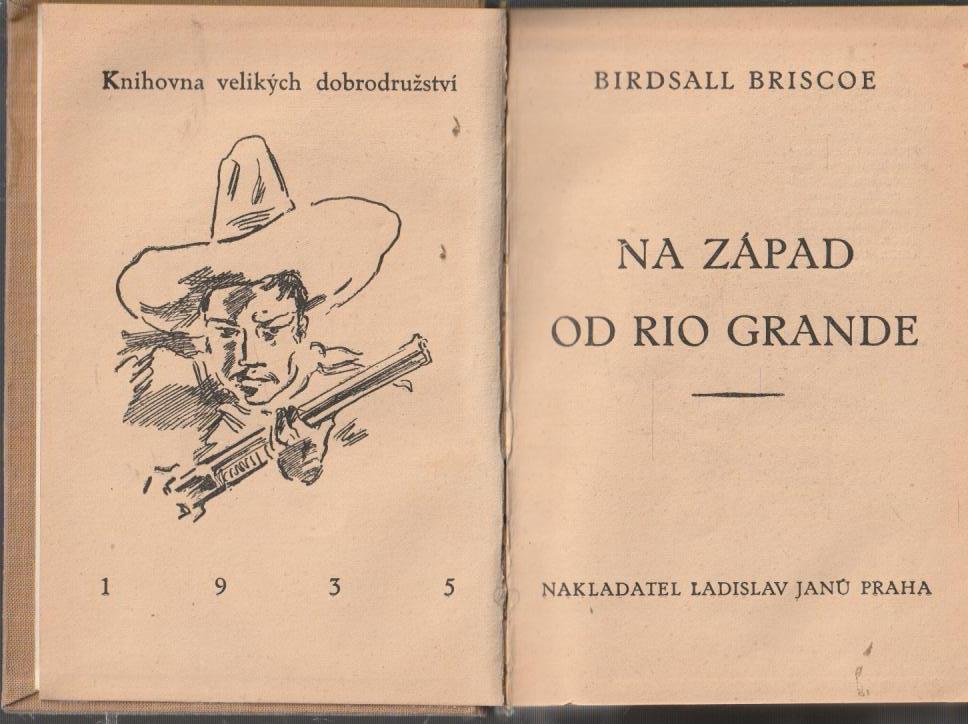 Knihovna velikých dobrodružství
1 9 3 5
BIRDSALL BRISCOE
NA ZÁPAD
OD RIO GRANDE
NAKLADATEL LADISLAV JANŮ PRAHA